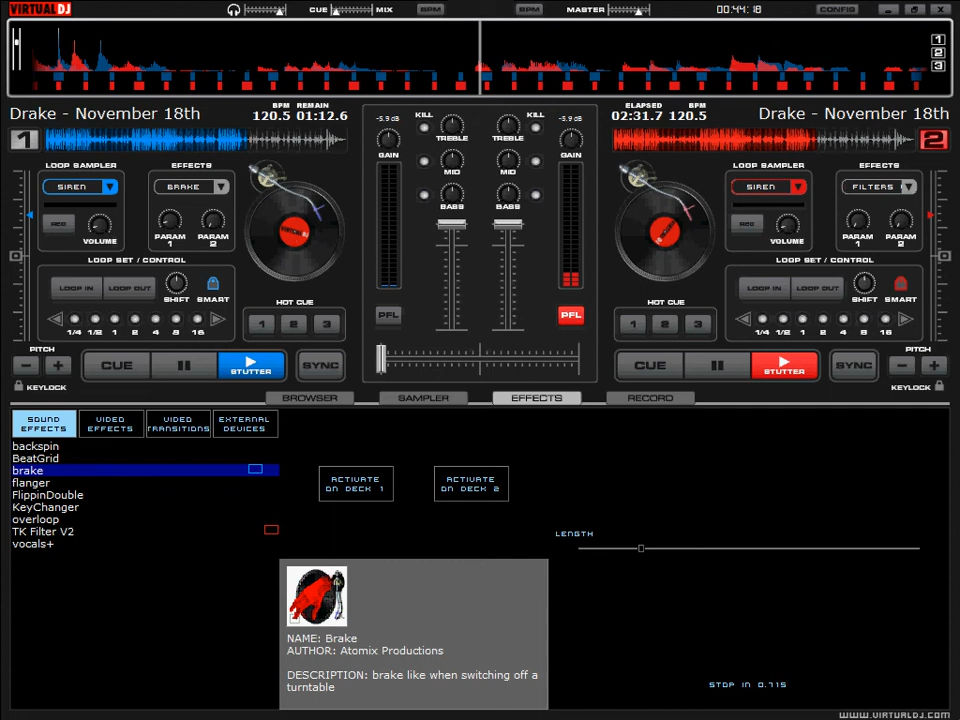 VIRTUAL DJ
CUE MIX BPM BPM MASTER 00:44:18 CONFIG
1
2
3
Drake - November 18th BPM REMAIN
120.5 01:12.6
ELAPSED BPM Drake - November 18th
02:31.7 120.5
1
2
LOOP SAMPLER EFFECTS
SIREN BRAKE
REC VOLUME PARAM 1 PARAM 2
LOOP SET / CONTROL
LOOP IN LOOP OUT SHIFT SMART
1/4 1/2 1 2 4 8 16
HOT CUE
1 2 3
PITCH
- + CUE STUTTER SYNC
KEYLOCK
-5.9 DB KILL KILL -5.9 DB
GAIN TREBLE TREBLE GAIN
MID MID
BASS BASS
PFL PFL
LOOP SAMPLER EFFECTS
SIREN FILTERS
REC VOLUME PARAM 1 PARAM 2
LOOP SET / CONTROL
LOOP IN LOOP OUT SHIFT SMART
1/4 1/2 1 2 4 8 16
HOT CUE
1 2 3
PITCH
CUE STUTTER SYNC - +
KEYLOCK
BROWSER SAMPLER EFFECTS RECORD
SOUND EFFECTS VIDEO EFFECTS VIDEO TRANSITIONS EXTERNAL DEVICES
backspin
BeatGrid
brake
flanger
FlippinDouble
KeyChanger
overloop
TK Filter V2
vocals+
ACTIVATE ON DECK 1
ACTIVATE ON DECK 2
LENGTH
NAME: Brake
AUTHOR: Atomix Productions
DESCRIPTION: brake like when switching off a
turntable
STOP IN 0.71S
WWW.VIRTUALDJ.COM